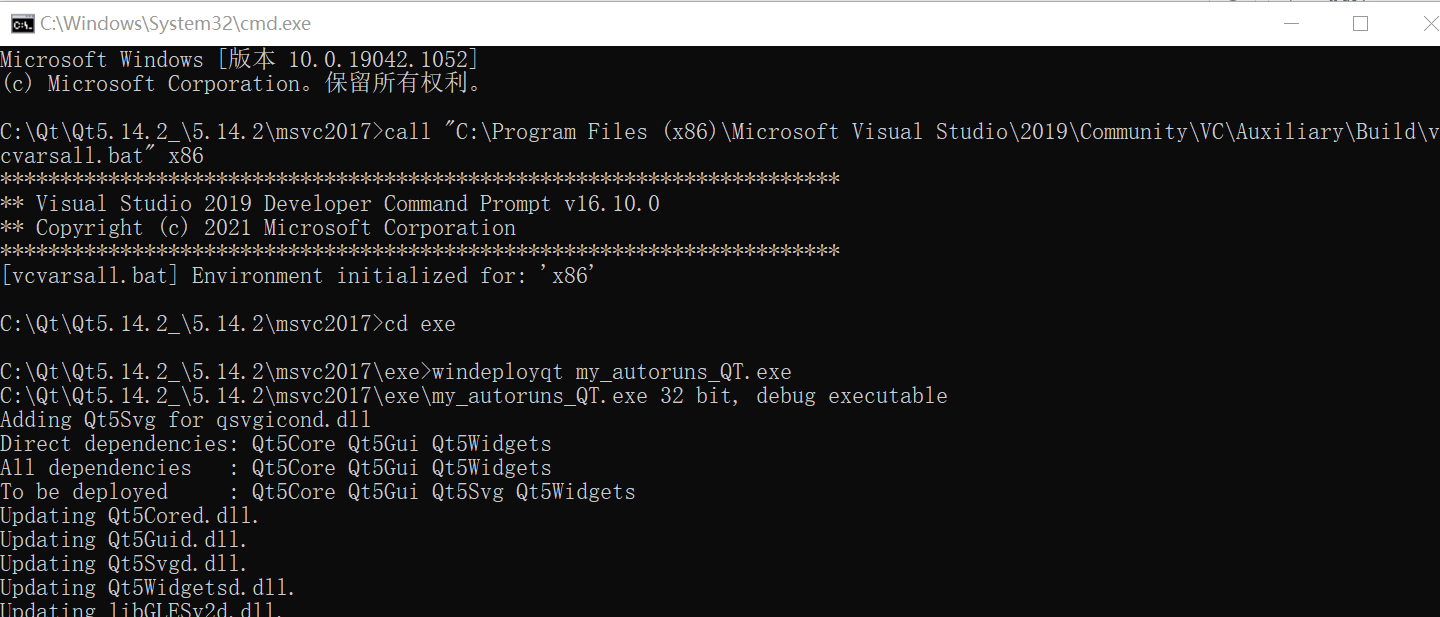 C:\Windows\System32\cmd.exe
Microsoft Windows [版本 10.0.19042.1052]
(c) Microsoft Corporation。保留所有权利。
C:\Qt\Qt5.14.2_\5.14.2\msvc2017>call "C:\Program Files (x86)\Microsoft Visual Studio\2019\Community\VC\Auxiliary\Build\v
cvarsall.bat" x86
**********************************************************************
** Visual Studio 2019 Developer Command Prompt v16.10.0
** Copyright (c) 2021 Microsoft Corporation
**********************************************************************
[vcvarsall.bat] Environment initialized for: 'x86'
C:\Qt\Qt5.14.2_\5.14.2\msvc2017>cd exe
C:\Qt\Qt5.14.2_\5.14.2\msvc2017\exe>windeployqt my_autoruns_QT.exe
C:\Qt\Qt5.14.2_\5.14.2\msvc2017\exe\my_autoruns_QT.exe 32 bit, debug executable
Adding Qt5Svg for qsvgicond.dll
Direct dependencies: Qt5Core Qt5Gui Qt5Widgets
All dependencies   : Qt5Core Qt5Gui Qt5Widgets
To be deployed     : Qt5Core Qt5Gui Qt5Svg Qt5Widgets
Updating Qt5Cored.dll.
Updating Qt5Guid.dll.
Updating Qt5Svgd.dll.
Updating Qt5Widgetsd.dll.
Updating libGLESv2d.dll.